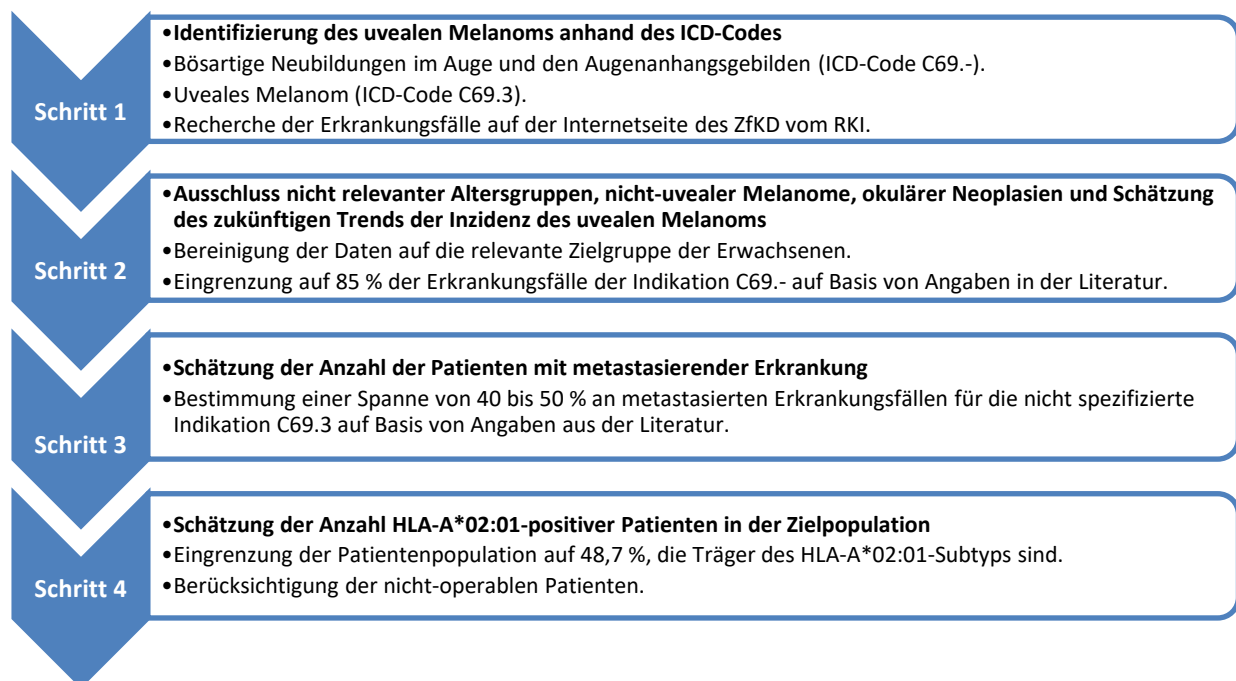 Schritt 1
•Identifizierung des uvealen Melanoms anhand des ICD-Codes
•Bösartige Neubildungen im Auge und den Augenanhangsgebilden (ICD-Code C69.-).
•Uveales Melanom (ICD-Code C69.3).
•Recherche der Erkrankungsfälle auf der Internetseite des ZfKD vom RKI.
Schritt 2
•Ausschluss nicht relevanter Altersgruppen, nicht-uvealer Melanome, okulärer Neoplasien und Schätzung
des zukünftigen Trends der Inzidenz des uvealen Melanoms
•Bereinigung der Daten auf die relevante Zielgruppe der Erwachsenen.
•Eingrenzung auf 85 % der Erkrankungsfälle der Indikation C69.- auf Basis von Angaben in der Literatur.
Schritt 3
•Schätzung der Anzahl der Patienten mit metastasierender Erkrankung
•Bestimmung einer Spanne von 40 bis 50 % an metastasierten Erkrankungsfällen für die nicht spezifizierte
Indikation C69.3 auf Basis von Angaben aus der Literatur.
Schritt 4
•Schätzung der Anzahl HLA-A*02:01-positiver Patienten in der Zielpopulation
•Eingrenzung der Patientenpopulation auf 48,7 %, die Träger des HLA-A*02:01-Subtyps sind.
•Berücksichtigung der nicht-operablen Patienten.